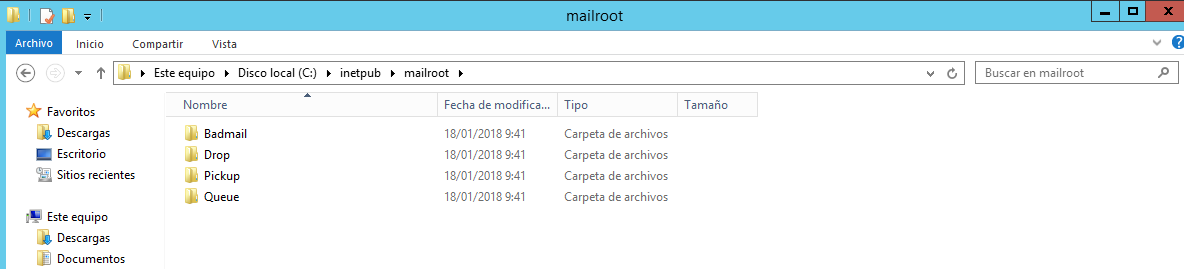 mailroot
Archivo Inicio Compartir Vista
Este equipo Disco local (C:) inetpub mailroot Buscar en mailroot
Favoritos
Descargas
Escritorio
Sitios recientes
Este equipo
Descargas
Documentos
Nombre Fecha de modifica... Tipo Tamaño
Badmail 18/01/2018 9:41 Carpeta de archivos
Drop 18/01/2018 9:41 Carpeta de archivos
Pickup 18/01/2018 9:41 Carpeta de archivos
Queue 18/01/2018 9:41 Carpeta de archivos